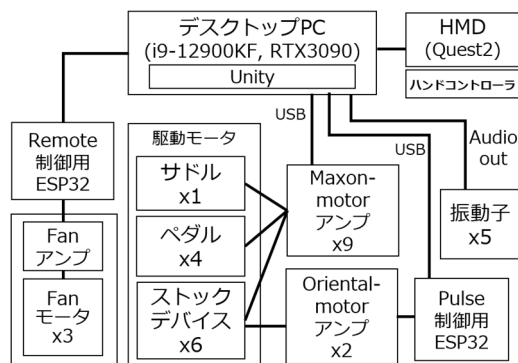 デスクトップPC
(i9-12900KF, RTX3090)
Unity
HMD
(Quest2)
ハンドコントローラ
USB
USB
Audio
out
Remote
制御用
ESP32
Fan
アンプ
Fan
モータ
x3
駆動モータ
サドル
x1
ペダル
x4
ストック
デバイス
x6
Maxon-
motor
アンプ
x9
Oriental-
motor
アンプ
x2
振動子
x5
Pulse
制御用
ESP32